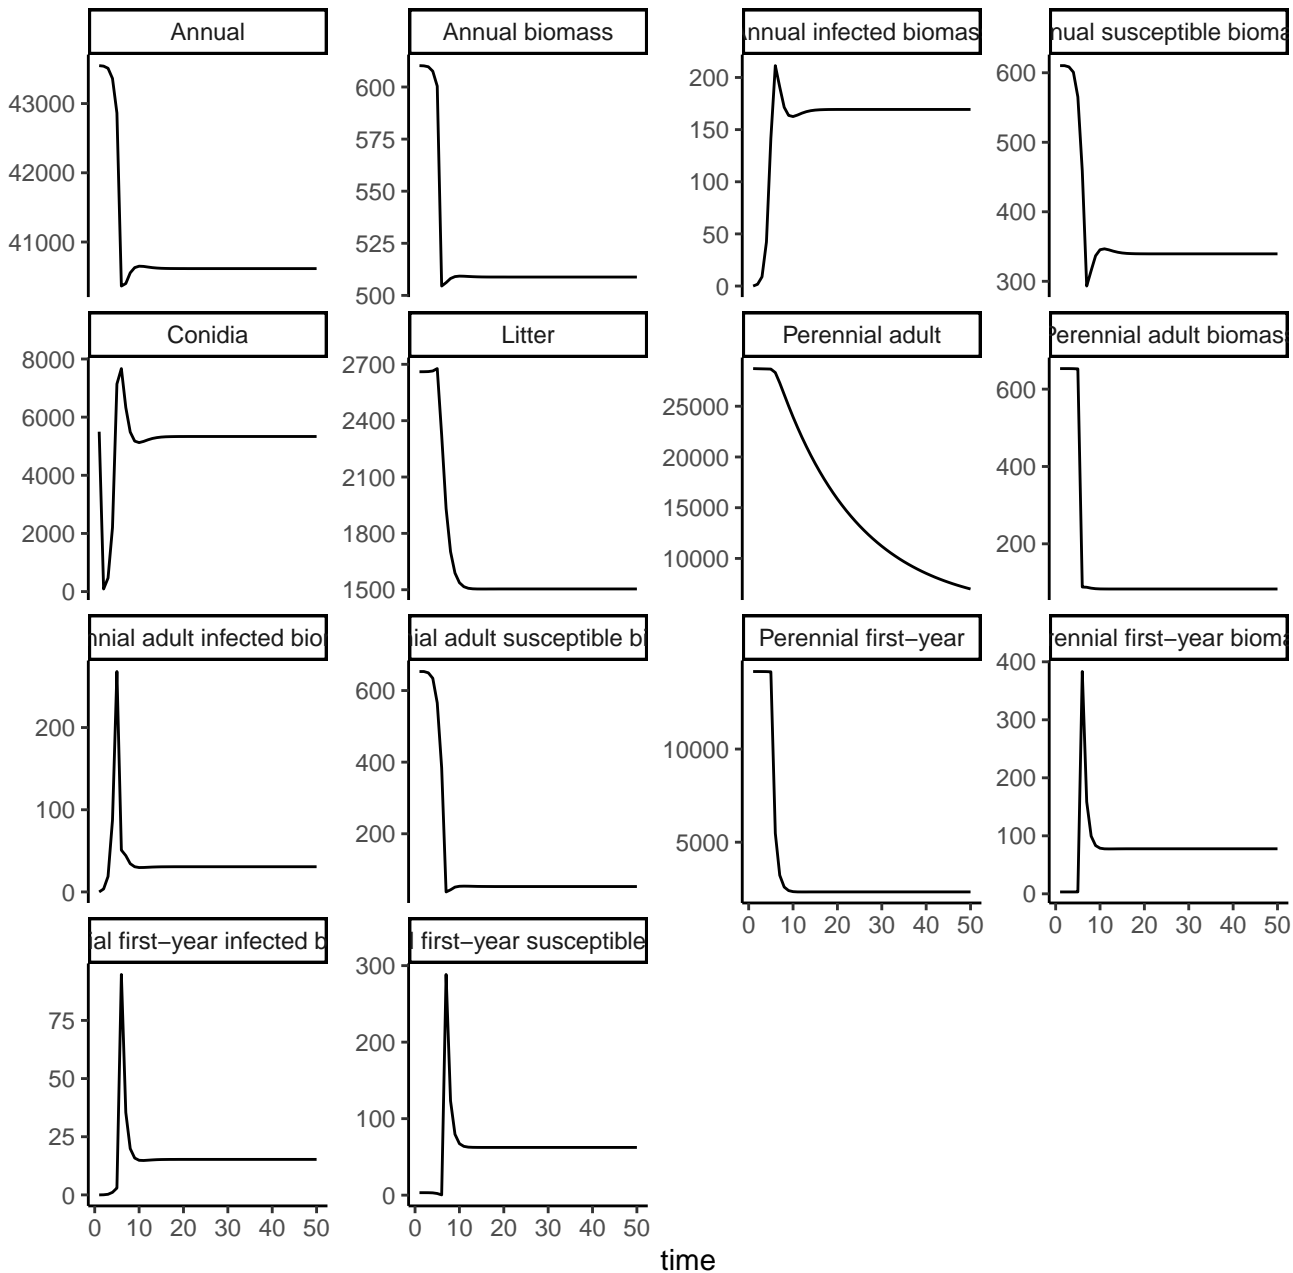 Annual
Annual biomass
Annual infected biomas
nual susceptible bioma
43000
42000
41000
600
575
550
525
500
200
150
100
50
0
600
500
400
300
Conidia
Litter
Perennial adult
Perennial adult biomas
8000
6000
4000
2000
0
2700
2400
2100
1800
1500
25000
20000
15000
10000
600
400
200
nnial adult infected bio
ial adult susceptible bi
Perennial first−year
rennial first−year bioma
200
100
0
600
400
200
10000
5000
400
300
200
100
0
0 10 20 30 40 50
0 10 20 30 40 50
ial first−year infected b
first−year susceptible
75
50
25
0
300
200
100
0
0 10 20 30 40 50
0 10 20 30 40 50
time